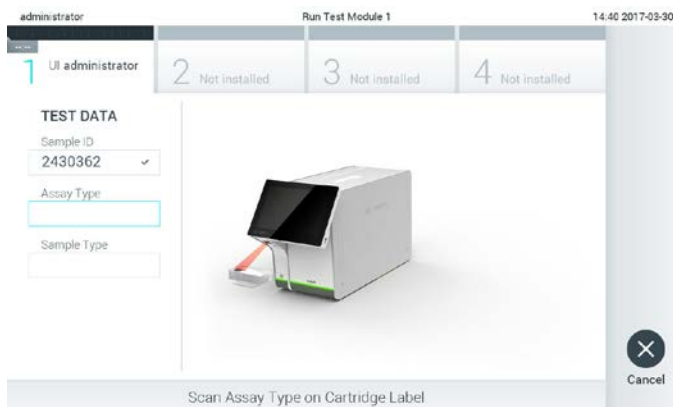 administrator Run Test Module 1 14:40 2017-03-30
--:--
1 UI administrator 2 Not installed 3 Not installed 4 Not installed
TEST DATA
Sample ID
2430362
Assay Type
Sample Type
Cancel
Scan Assay Type on Cartridge Label